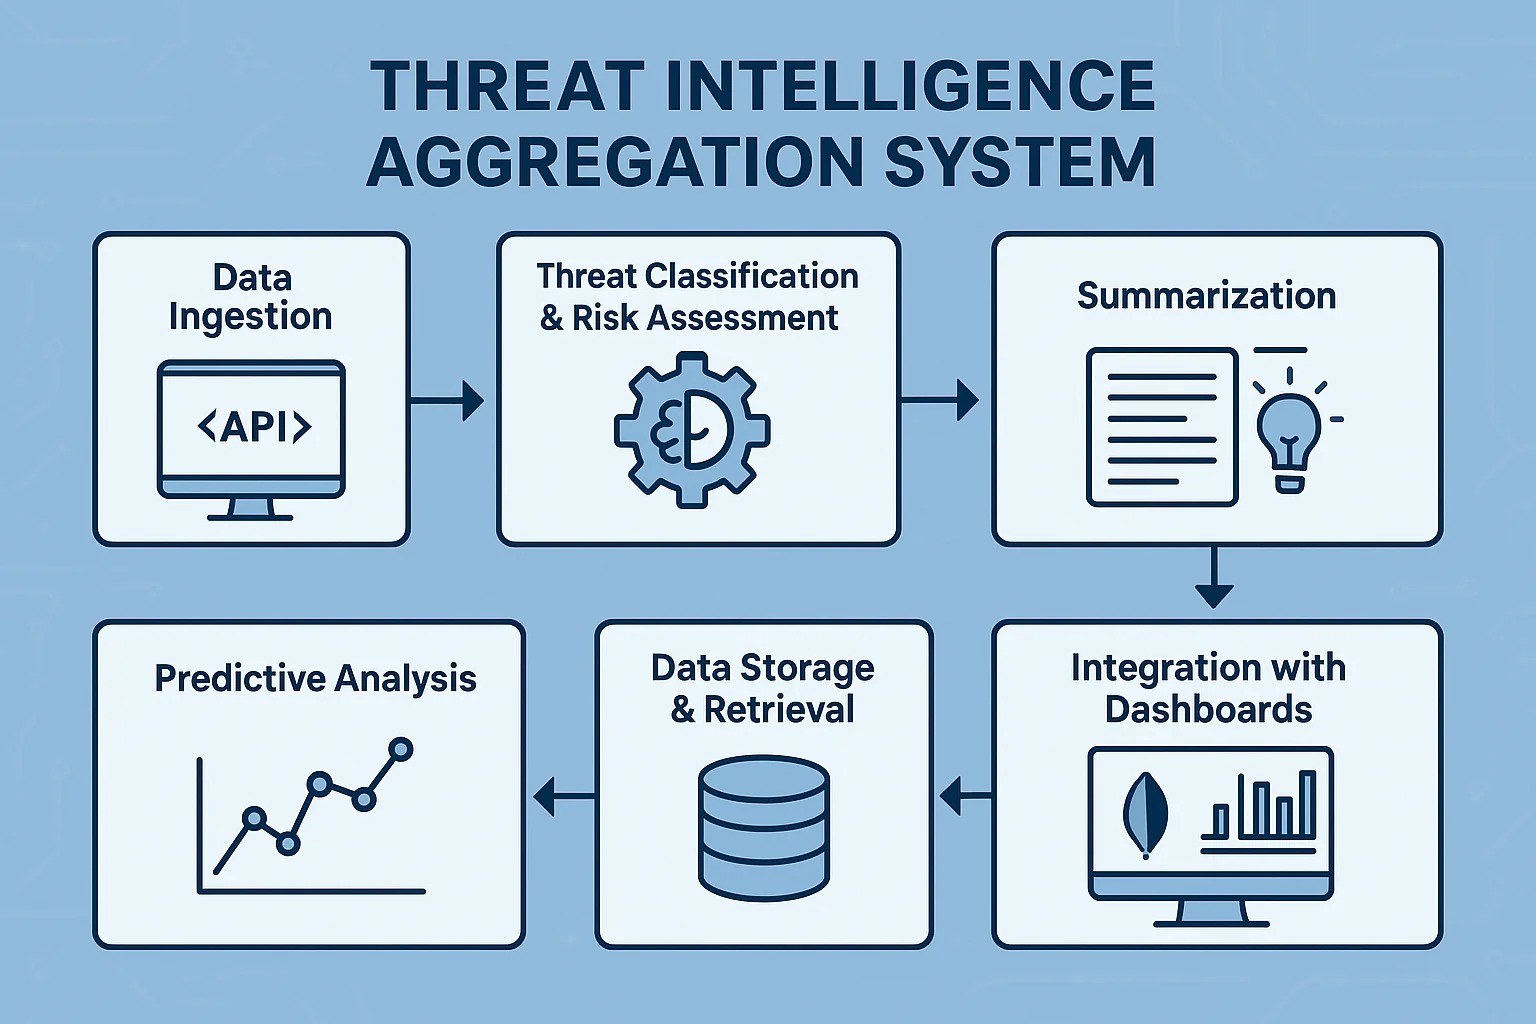 THREAT INTELLIGENCE
AGGREGATION SYSTEM
Data
Ingestion
<API>
Threat Classification
& Risk Assessment
Summarization
Predictive Analysis
Data Storage
& Retrieval
Integration with
Dashboards